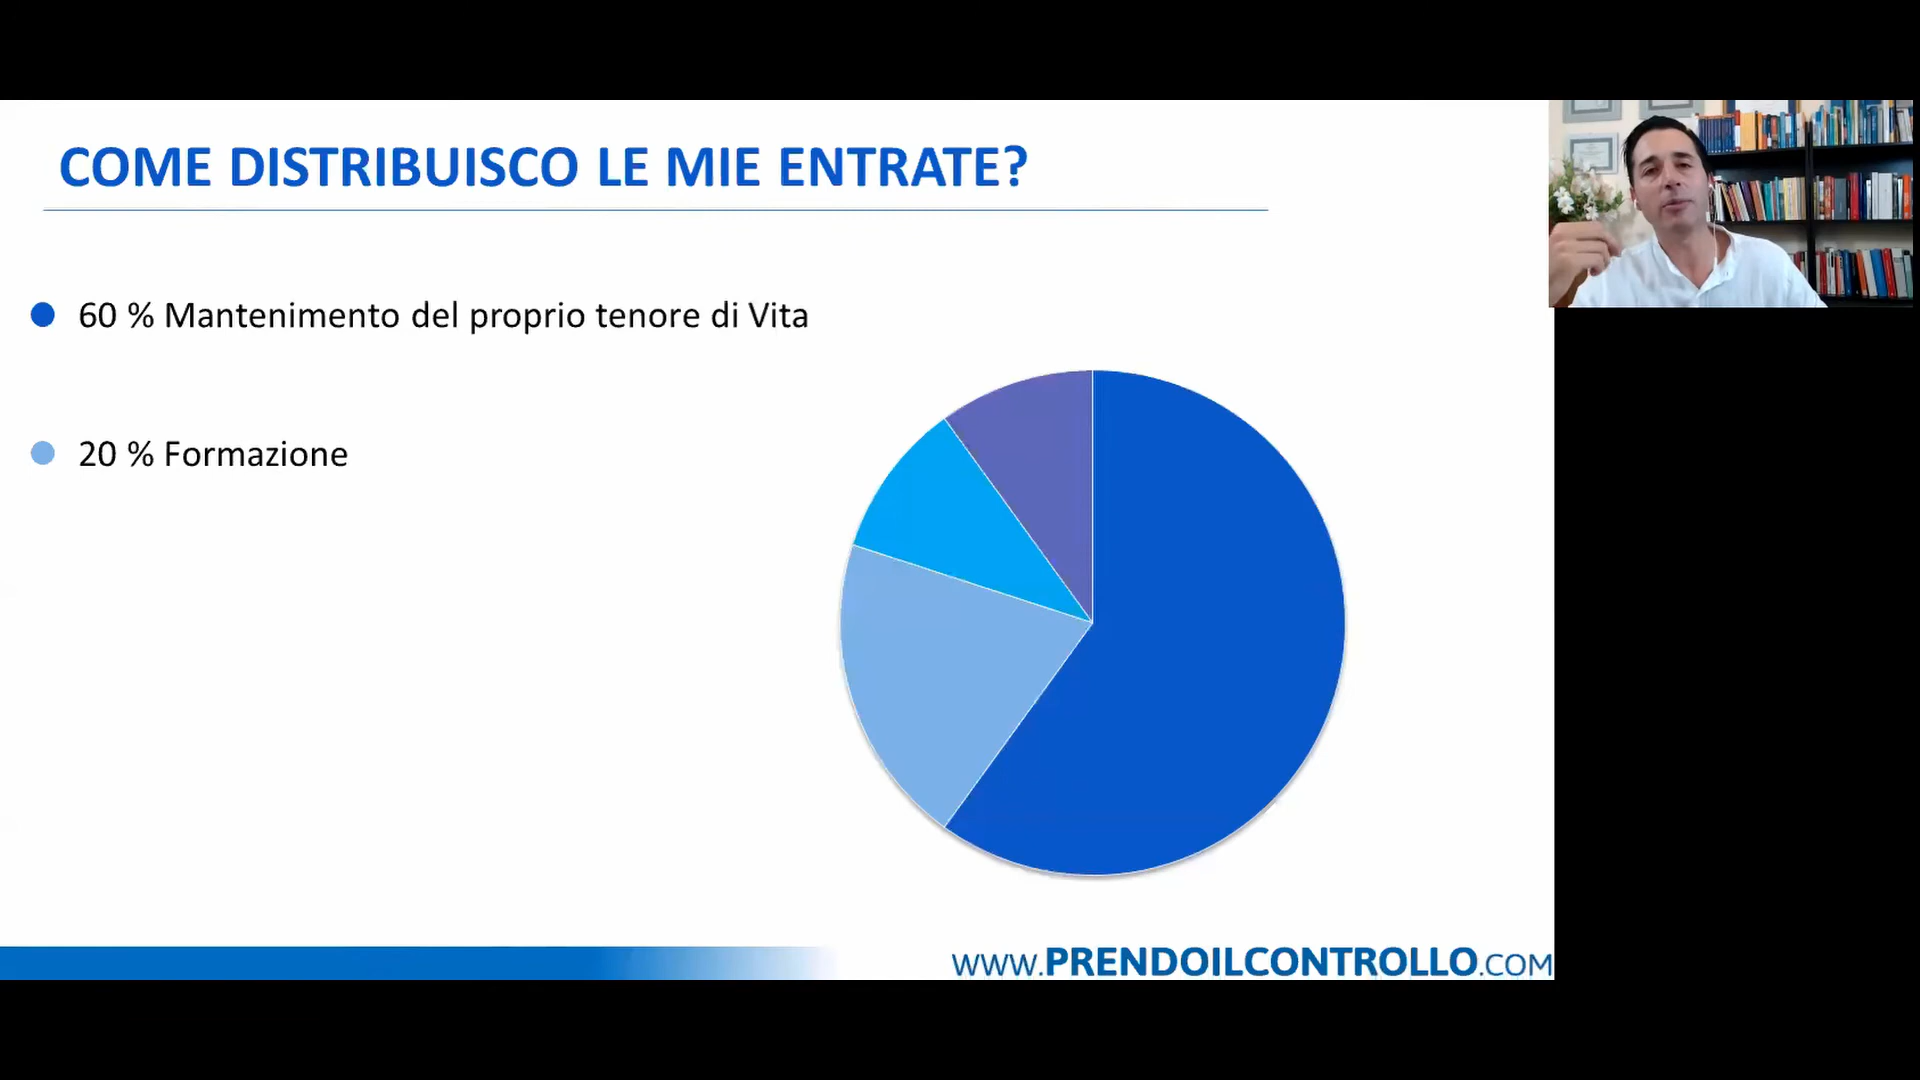 COME DISTRIBUISCO LE MIE ENTRATE?
60 % Mantenimento del proprio tenore di Vita
20 % Formazione
WWW.PRENDOILCONTROLLO.COM